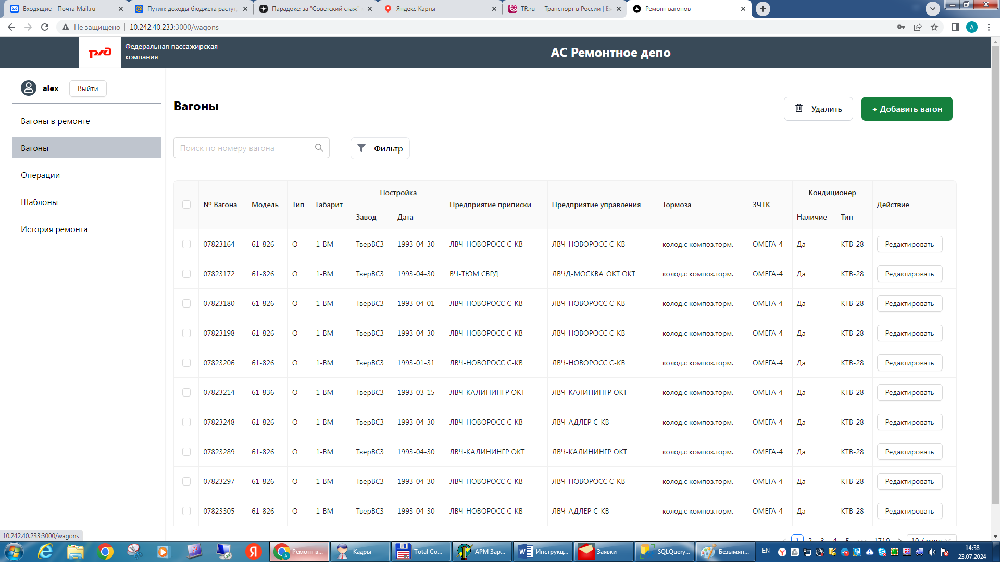 Входящие - Почта Mail.ru
Путин: доходы бюджета растут,
Парадокс: за "Советский стаж"
Яндекс Карты
TR.ru — Транспорт в России | Еж
Ремонт вагонов
Не защищено
10.242.40.233:3000/wagons
A
ржд
Федеральная пассажирская
компания
АС Ремонтное депо
alex
Выйти
Вагоны в ремонте
Вагоны
Операции
Шаблоны
История ремонта
Вагоны
Удалить
+ Добавить вагон
Поиск по номеру вагона
Фильтр
№ Вагона Модель Тип Габарит Постройка Предприятие приписки Предприятие управления Тормоза ЗЧТК Кондиционер Действие
Завод Дата Наличие Тип
07823164 61-826 О 1-ВМ ТверВСЗ 1993-04-30 ЛВЧ-НОВОРОСС С-КВ ЛВЧ-НОВОРОСС С-КВ колод.с композ.торм. ОМЕГА-4 Да КТВ-28 Редактировать
07823172 61-826 О 1-ВМ ТверВСЗ 1993-04-30 ВЧ-ТЮМ СВРД ЛВЧД-МОСКВА_ОКТ ОКТ колод.с композ.торм. ОМЕГА-4 Да КТВ-28 Редактировать
07823180 61-826 О 1-ВМ ТверВСЗ 1993-04-01 ЛВЧ-НОВОРОСС С-КВ ЛВЧ-НОВОРОСС С-КВ колод.с композ.торм. ОМЕГА-4 Да КТВ-28 Редактировать
07823198 61-826 О 1-ВМ ТверВСЗ 1993-04-30 ЛВЧ-НОВОРОСС С-КВ ЛВЧ-НОВОРОСС С-КВ колод.с композ.торм. ОМЕГА-4 Да КТВ-28 Редактировать
07823206 61-826 О 1-ВМ ТверВСЗ 1993-01-31 ЛВЧ-НОВОРОСС С-КВ ЛВЧ-НОВОРОСС С-КВ колод.с композ.торм. ОМЕГА-4 Да КТВ-28 Редактировать
07823214 61-836 О 1-ВМ ТверВСЗ 1993-03-15 ЛВЧ-КАЛИНИНГР ОКТ ЛВЧ-КАЛИНИНГР ОКТ колод.с композ.торм. ОМЕГА-4 Да КТВ-28 Редактировать
07823248 61-826 О 1-ВМ ТверВСЗ 1993-04-30 ЛВЧ-НОВОРОСС С-КВ ЛВЧ-АДЛЕР С-КВ колод.с композ.торм. ОМЕГА-4 Да КТВ-28 Редактировать
07823289 61-826 О 1-ВМ ТверВСЗ 1993-04-30 ЛВЧ-КАЛИНИНГР ОКТ ЛВЧ-КАЛИНИНГР ОКТ колод.с композ.торм. ОМЕГА-4 Да КТВ-28 Редактировать
07823297 61-826 О 1-ВМ ТверВСЗ 1993-04-30 ЛВЧ-НОВОРОСС С-КВ ЛВЧ-НОВОРОСС С-КВ колод.с композ.торм. ОМЕГА-4 Да КТВ-28 Редактировать
07823305 61-826 О 1-ВМ ТверВСЗ 1993-04-30 ЛВЧ-НОВОРОСС С-КВ ЛВЧ-АДЛЕР С-КВ колод.с композ.торм. ОМЕГА-4 Да КТВ-28 Редактировать
1 2 3 4 5 ••• 1710 10 / page
10.242.40.233:3000/wagons
Ремонт в...
Кадры
Total Co...
АРМ Зар...
Инструкц...
Заявки
SQLQuery...
Безымян...
EN
14:38
23.07.2024